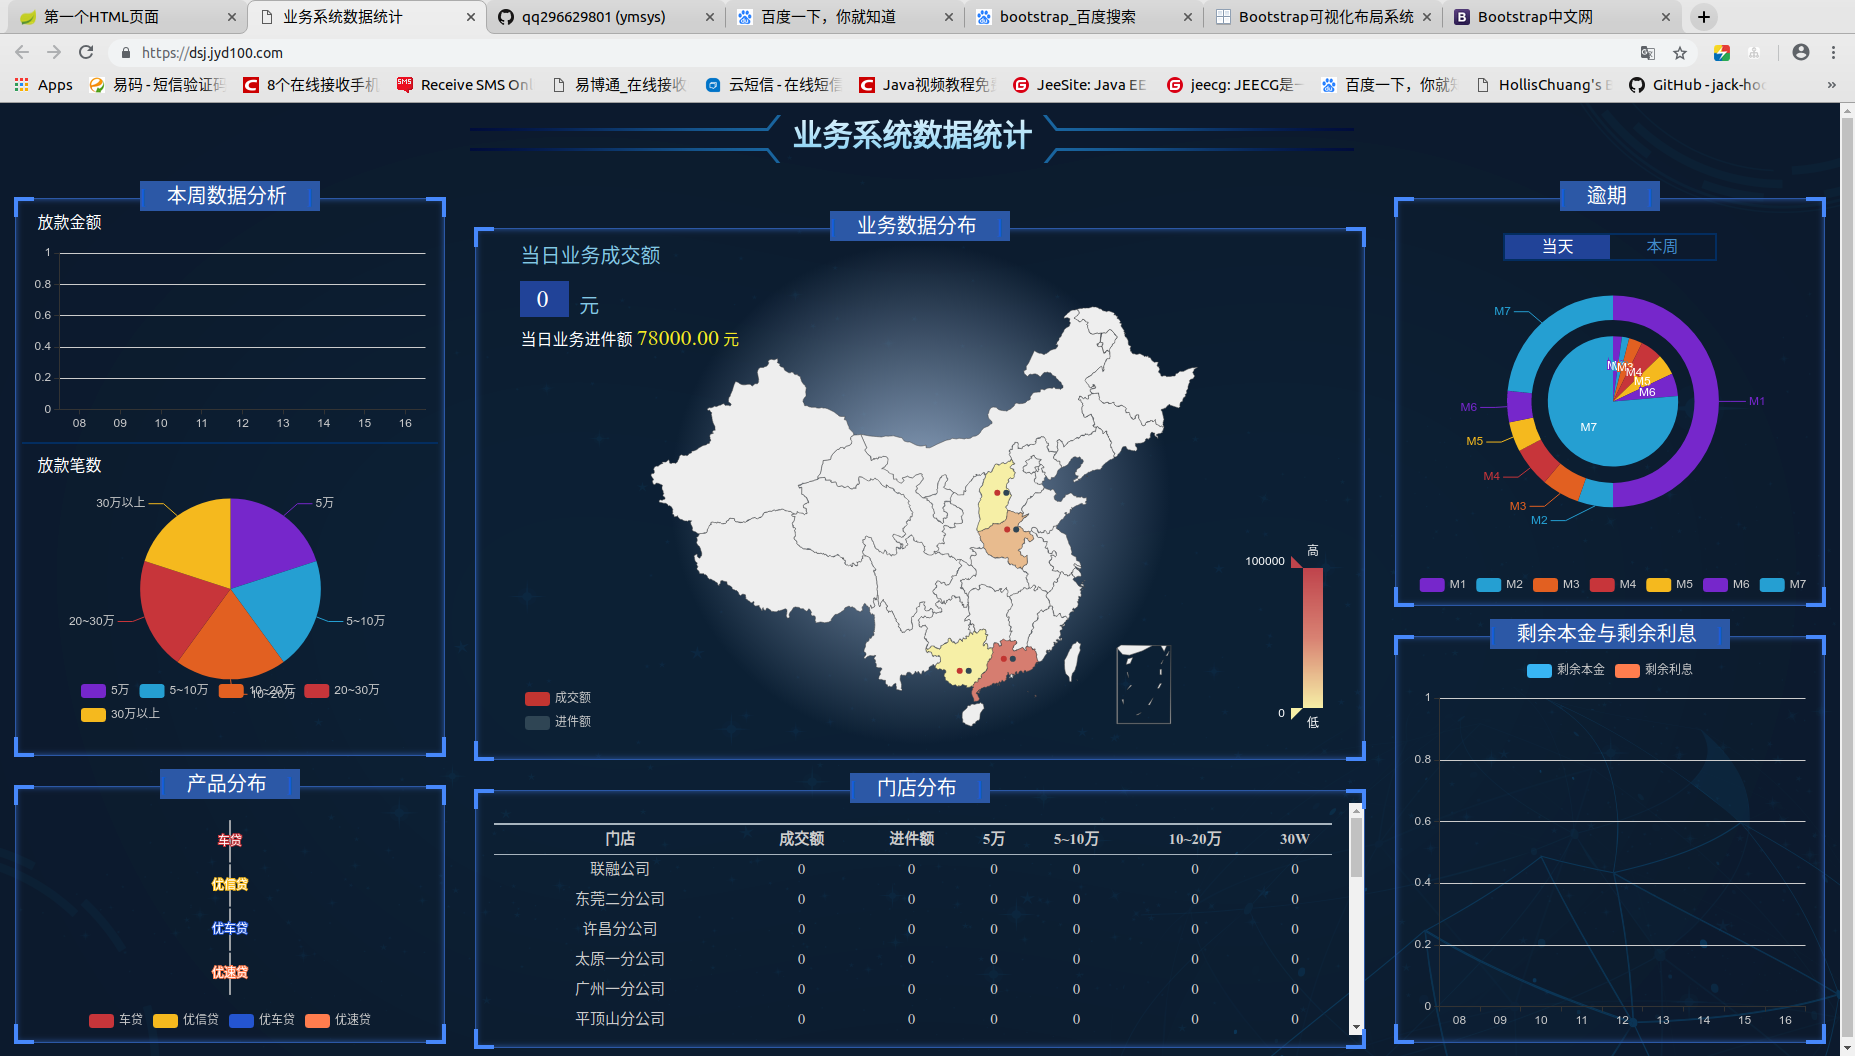 第一个HTML页面
业务系统数据统计
qq296629801 (ymsys)
百度一下，你就知道
bootstrap_百度搜索
Bootstrap可视化布局系统
Bootstrap中文网
https://dsj.jyd100.com
Apps
易码 - 短信验证码
8个在线接收手机
Receive SMS Onl
易博通_在线接收
云短信 - 在线短信
Java视频教程免
JeeSite: Java EE
jeecg: JEECG是一
百度一下，你就
HollisChuang's
GitHub - jack-ho
业务系统数据统计
本周数据分析
放款金额
1
0.8
0.6
0.4
0.2
0
08 09 10 11 12 13 14 15 16
放款笔数
30万以上
5万
20~30万
5~10万
10~20万
5万 5~10万 10~20万 20~30万
30万以上
产品分布
车贷
优信贷
优车贷
优速贷
车贷 优信贷 优车贷 优速贷
业务数据分布
当日业务成交额
0 元
当日业务进件额 78000.00 元
高
100000
0
低
成交额
进件额
门店分布
门店 成交额 进件额 5万 5~10万 10~20万 30W
联融公司 0 0 0 0 0 0
东莞二分公司 0 0 0 0 0 0
许昌分公司 0 0 0 0 0 0
太原一分公司 0 0 0 0 0 0
广州一分公司 0 0 0 0 0 0
平顶山分公司 0 0 0 0 0 0
逾期
当天 本周
M7
M6
M5
M4
M3
M2
M1
M3
M4
M5
M6
M7
M1 M2 M3 M4 M5 M6 M7
剩余本金与剩余利息
剩余本金 剩余利息
1
0.8
0.6
0.4
0.2
0
08 09 10 11 12 13 14 15 16